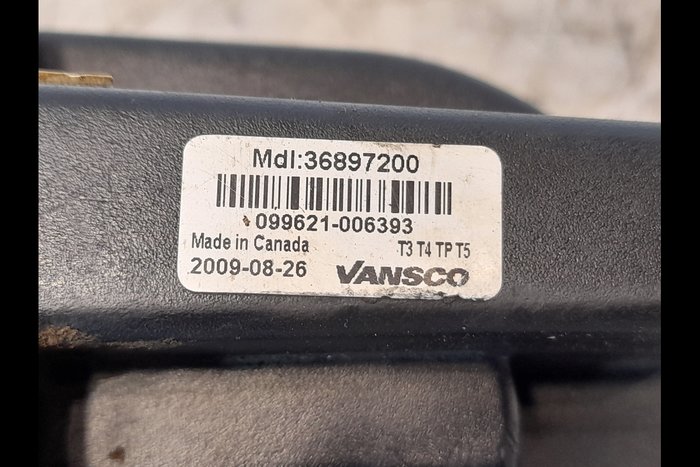 Mdl:36897200
099621-006393
Made in Canada T3 T4 TP T5
2009-08-26 VANSCO